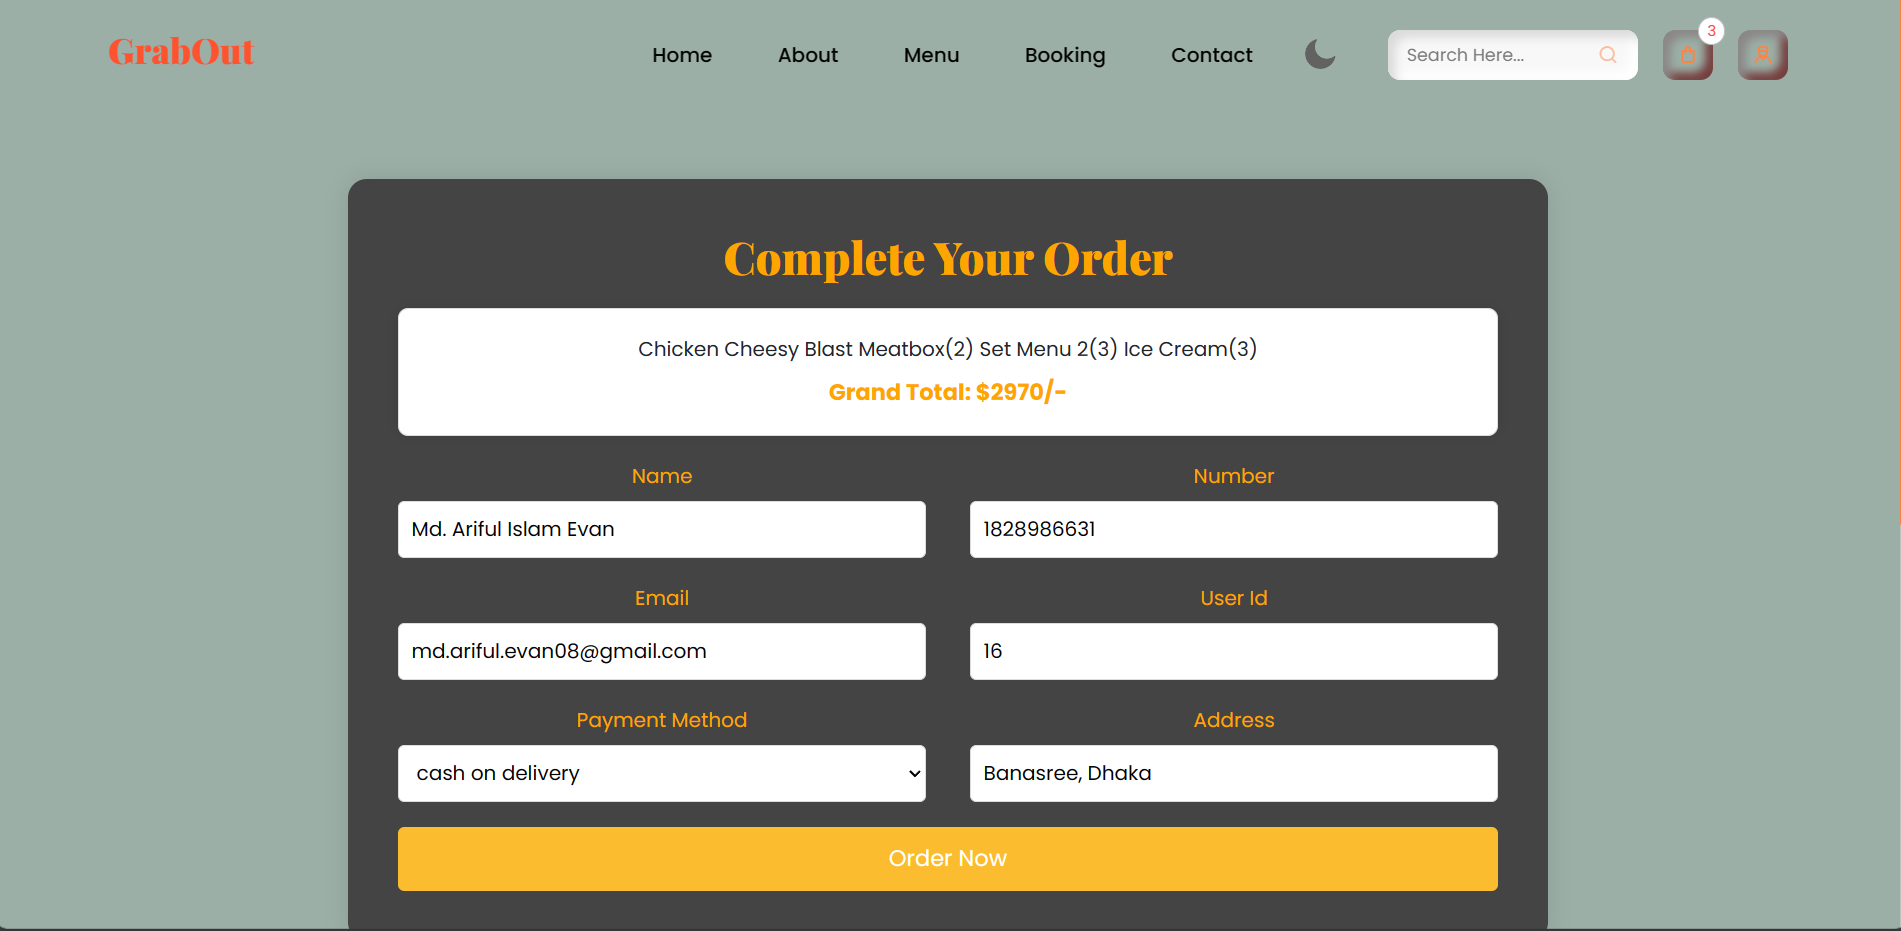 GrabOut
Home About Menu Booking Contact
Search Here...
3
Complete Your Order
Chicken Cheesy Blast Meatbox(2) Set Menu 2(3) Ice Cream(3)
Grand Total: $2970/-
Name Number
Md. Ariful Islam Evan 1828986631
Email User Id
md.ariful.evan08@gmail.com 16
Payment Method Address
cash on delivery Banasree, Dhaka
Order Now